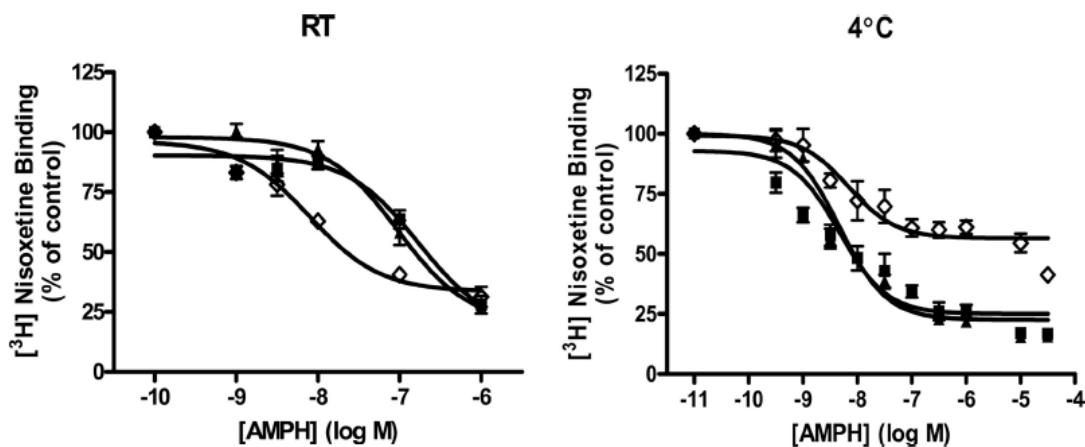 RT
125
100
75
50
25
0
[³H] Nisoxetine Binding
(% of control)
-10 -9 -8 -7 -6
[AMPH] (log M)
4°C
125
100
75
50
25
0
[³H] Nisoxetine Binding
(% of control)
-11 -10 -9 -8 -7 -6 -5 -4
[AMPH] (log M)